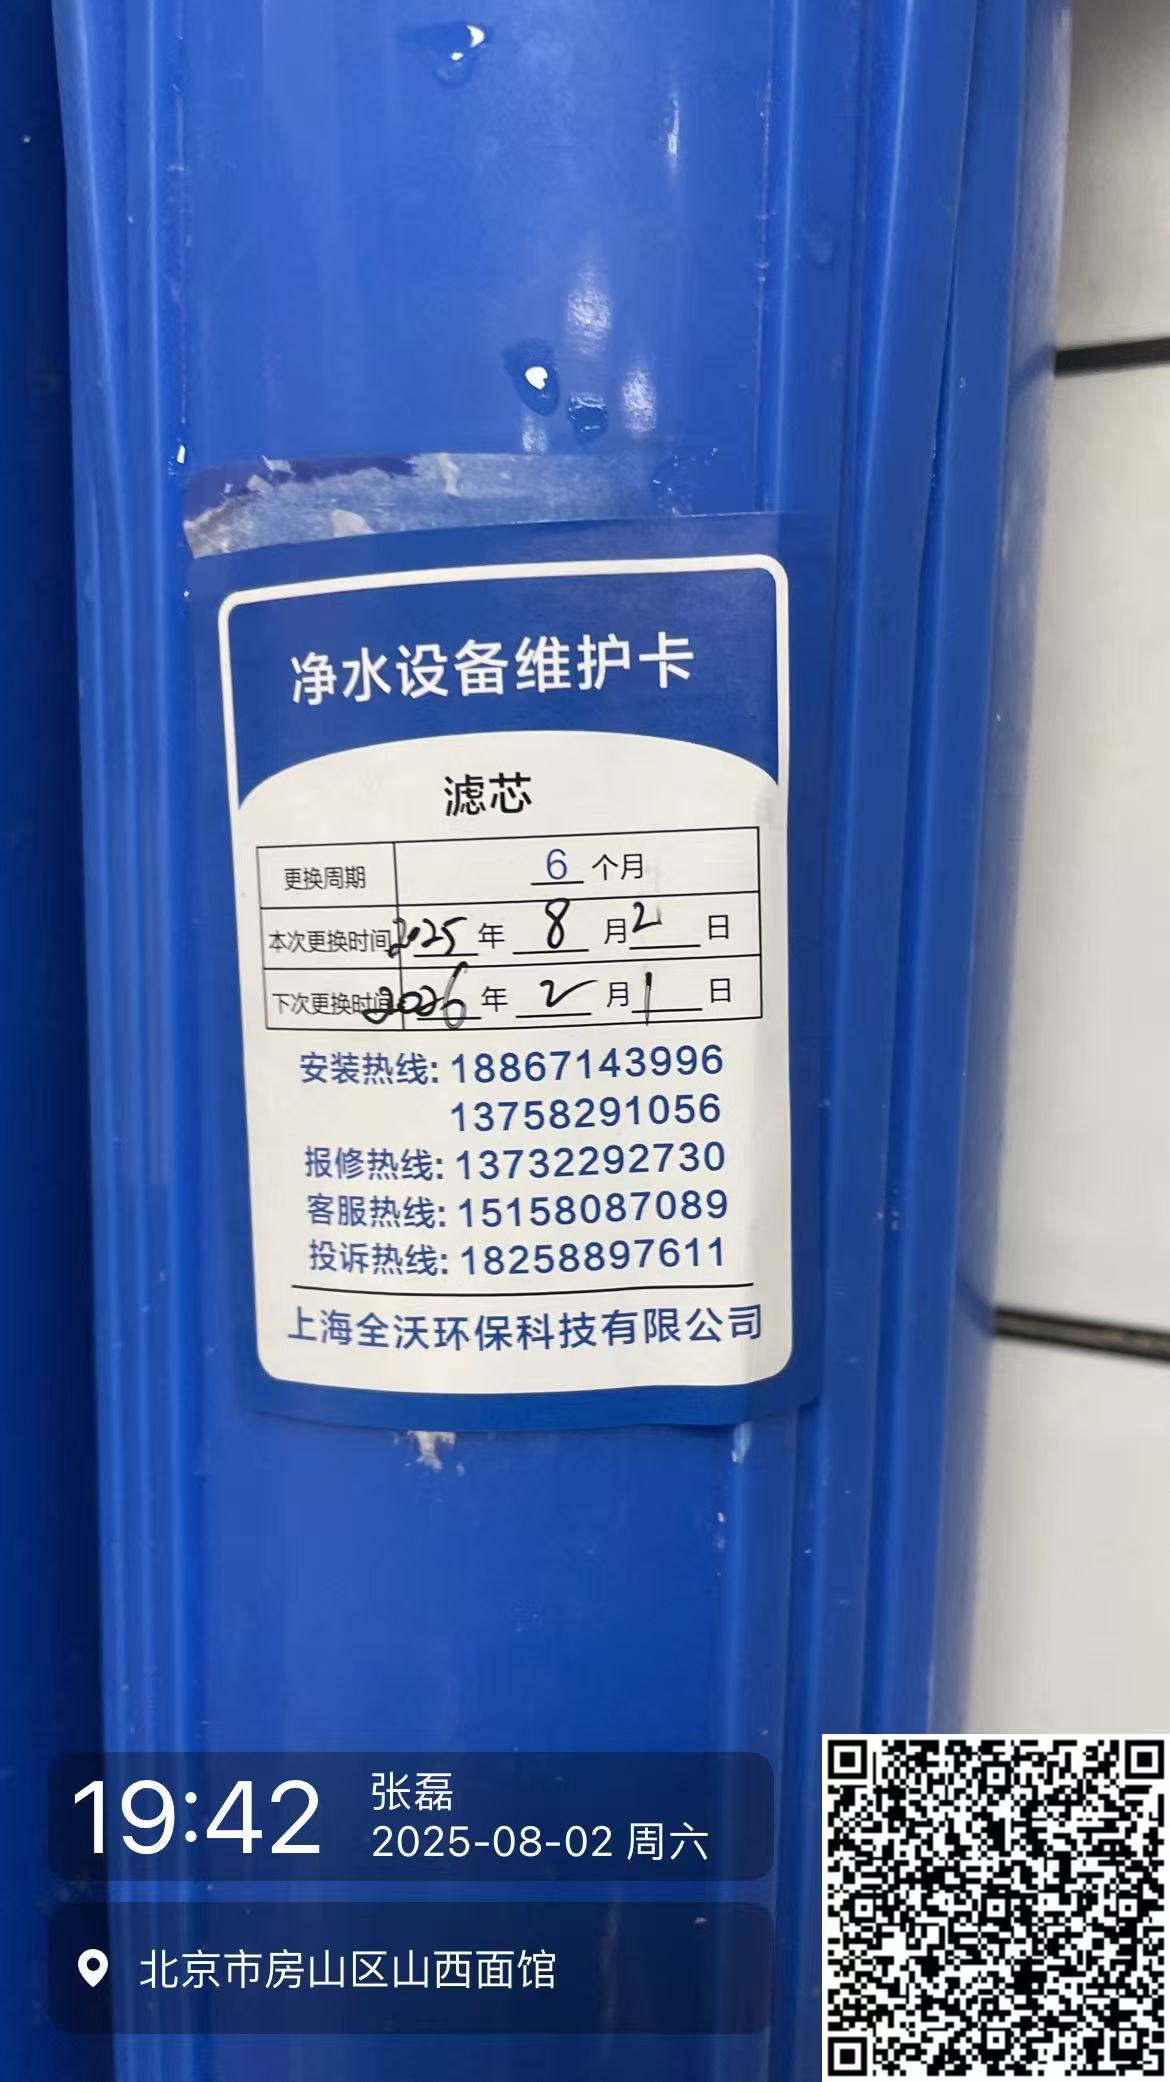 净水设备维护卡
滤芯
更换周期 6 个月
本次更换时间 2025 年 8 月 2 日
下次更换时间 2026 年 2 月 1 日
安装热线: 18867143996
13758291056
报修热线: 13732292730
客服热线: 15158087089
投诉热线: 18258897611
上海全沃环保科技有限公司
19:42
张磊
2025-08-02 周六
北京市房山区山西面馆